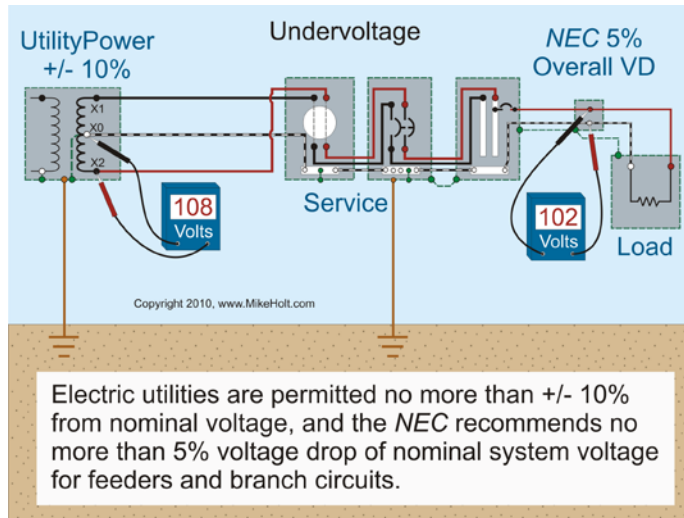 UtilityPower
+/- 10%
Undervoltage
NEC 5%
Overall VD
X1
X0
X2
108
Volts
Service
102
Volts
Load
Copyright 2010, www.MikeHolt.com
Electric utilities are permitted no more than +/- 10%
from nominal voltage, and the NEC recommends no
more than 5% voltage drop of nominal system voltage
for feeders and branch circuits.